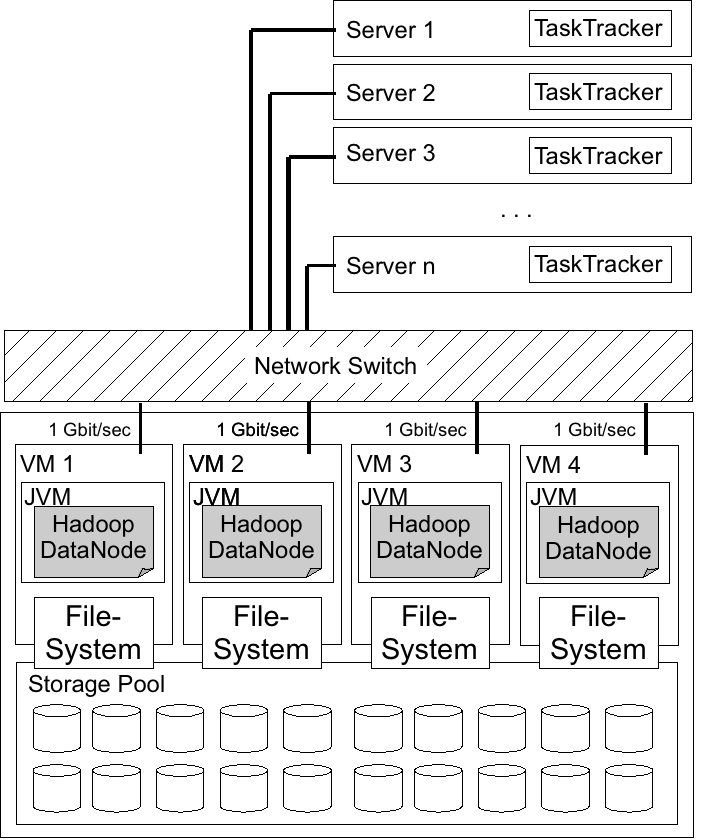 Server 1 TaskTracker
Server 2 TaskTracker
Server 3 TaskTracker
. . .
Server n TaskTracker
Network Switch
1 Gbit/sec 1 Gbit/sec 1 Gbit/sec 1 Gbit/sec
VM 1 VM 2 VM 3 VM 4
JVM JVM JVM JVM
Hadoop Hadoop Hadoop Hadoop
DataNode DataNode DataNode DataNode
File- File- File- File-
System System System System
Storage Pool